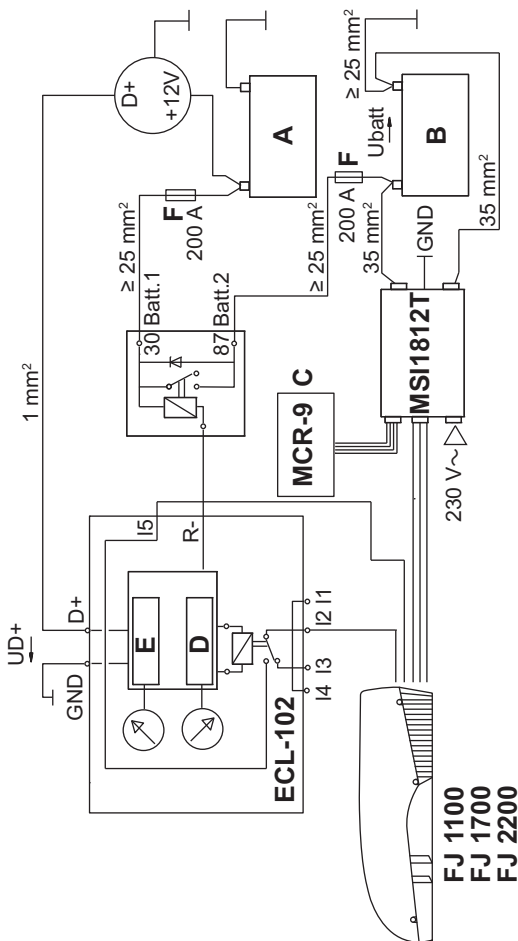 UD+
GND
D+
1 mm²
D+
+12V
I5
R-
E
D
I4
I3
I2
I1
ECL-102
30 Batt.1
87 Batt.2
≥ 25 mm²
F
200 A
A
≥ 25 mm²
≥ 25 mm²
F
200 A
Ubatt
B
35 mm²
35 mm²
GND
MSI1812T
MCR-9
C
230 V~
FJ 1100
FJ 1700
FJ 2200